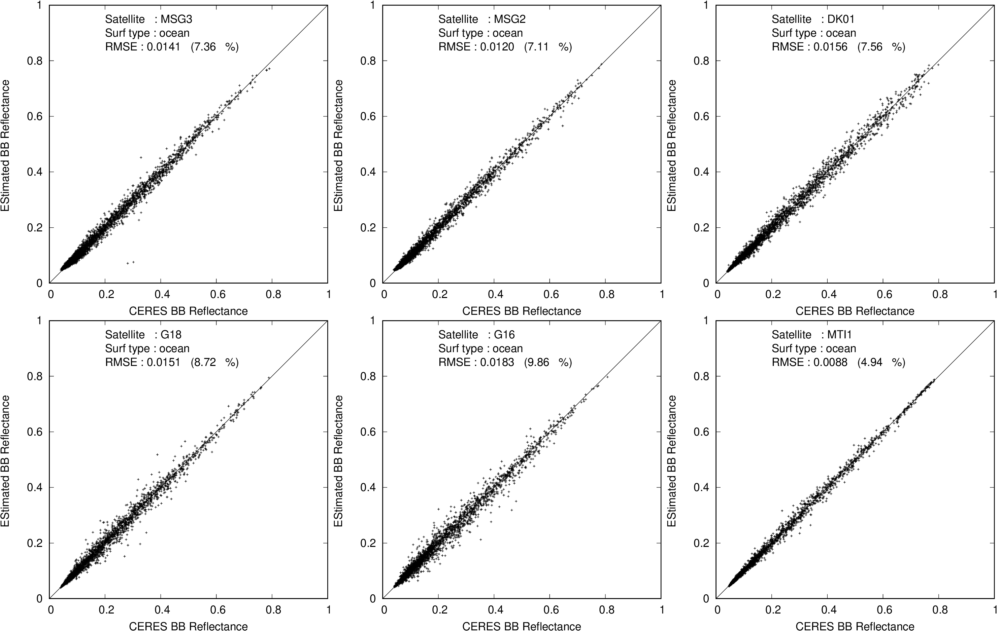 Satellite : MSG3
Surf type : ocean
RMSE : 0.0141 (7.36 %)
EStimated BB Reflectance
1
0.8
0.6
0.4
0.2
0
0 0.2 0.4 0.6 0.8 1
CERES BB Reflectance
Satellite : MSG2
Surf type : ocean
RMSE : 0.0120 (7.11 %)
EStimated BB Reflectance
1
0.8
0.6
0.4
0.2
0
0 0.2 0.4 0.6 0.8 1
CERES BB Reflectance
Satellite : DK01
Surf type : ocean
RMSE : 0.0156 (7.56 %)
EStimated BB Reflectance
1
0.8
0.6
0.4
0.2
0
0 0.2 0.4 0.6 0.8 1
CERES BB Reflectance
Satellite : G18
Surf type : ocean
RMSE : 0.0151 (8.72 %)
EStimated BB Reflectance
1
0.8
0.6
0.4
0.2
0
0 0.2 0.4 0.6 0.8 1
CERES BB Reflectance
Satellite : G16
Surf type : ocean
RMSE : 0.0183 (9.86 %)
EStimated BB Reflectance
1
0.8
0.6
0.4
0.2
0
0 0.2 0.4 0.6 0.8 1
CERES BB Reflectance
Satellite : MTI1
Surf type : ocean
RMSE : 0.0088 (4.94 %)
EStimated BB Reflectance
1
0.8
0.6
0.4
0.2
0
0 0.2 0.4 0.6 0.8 1
CERES BB Reflectance